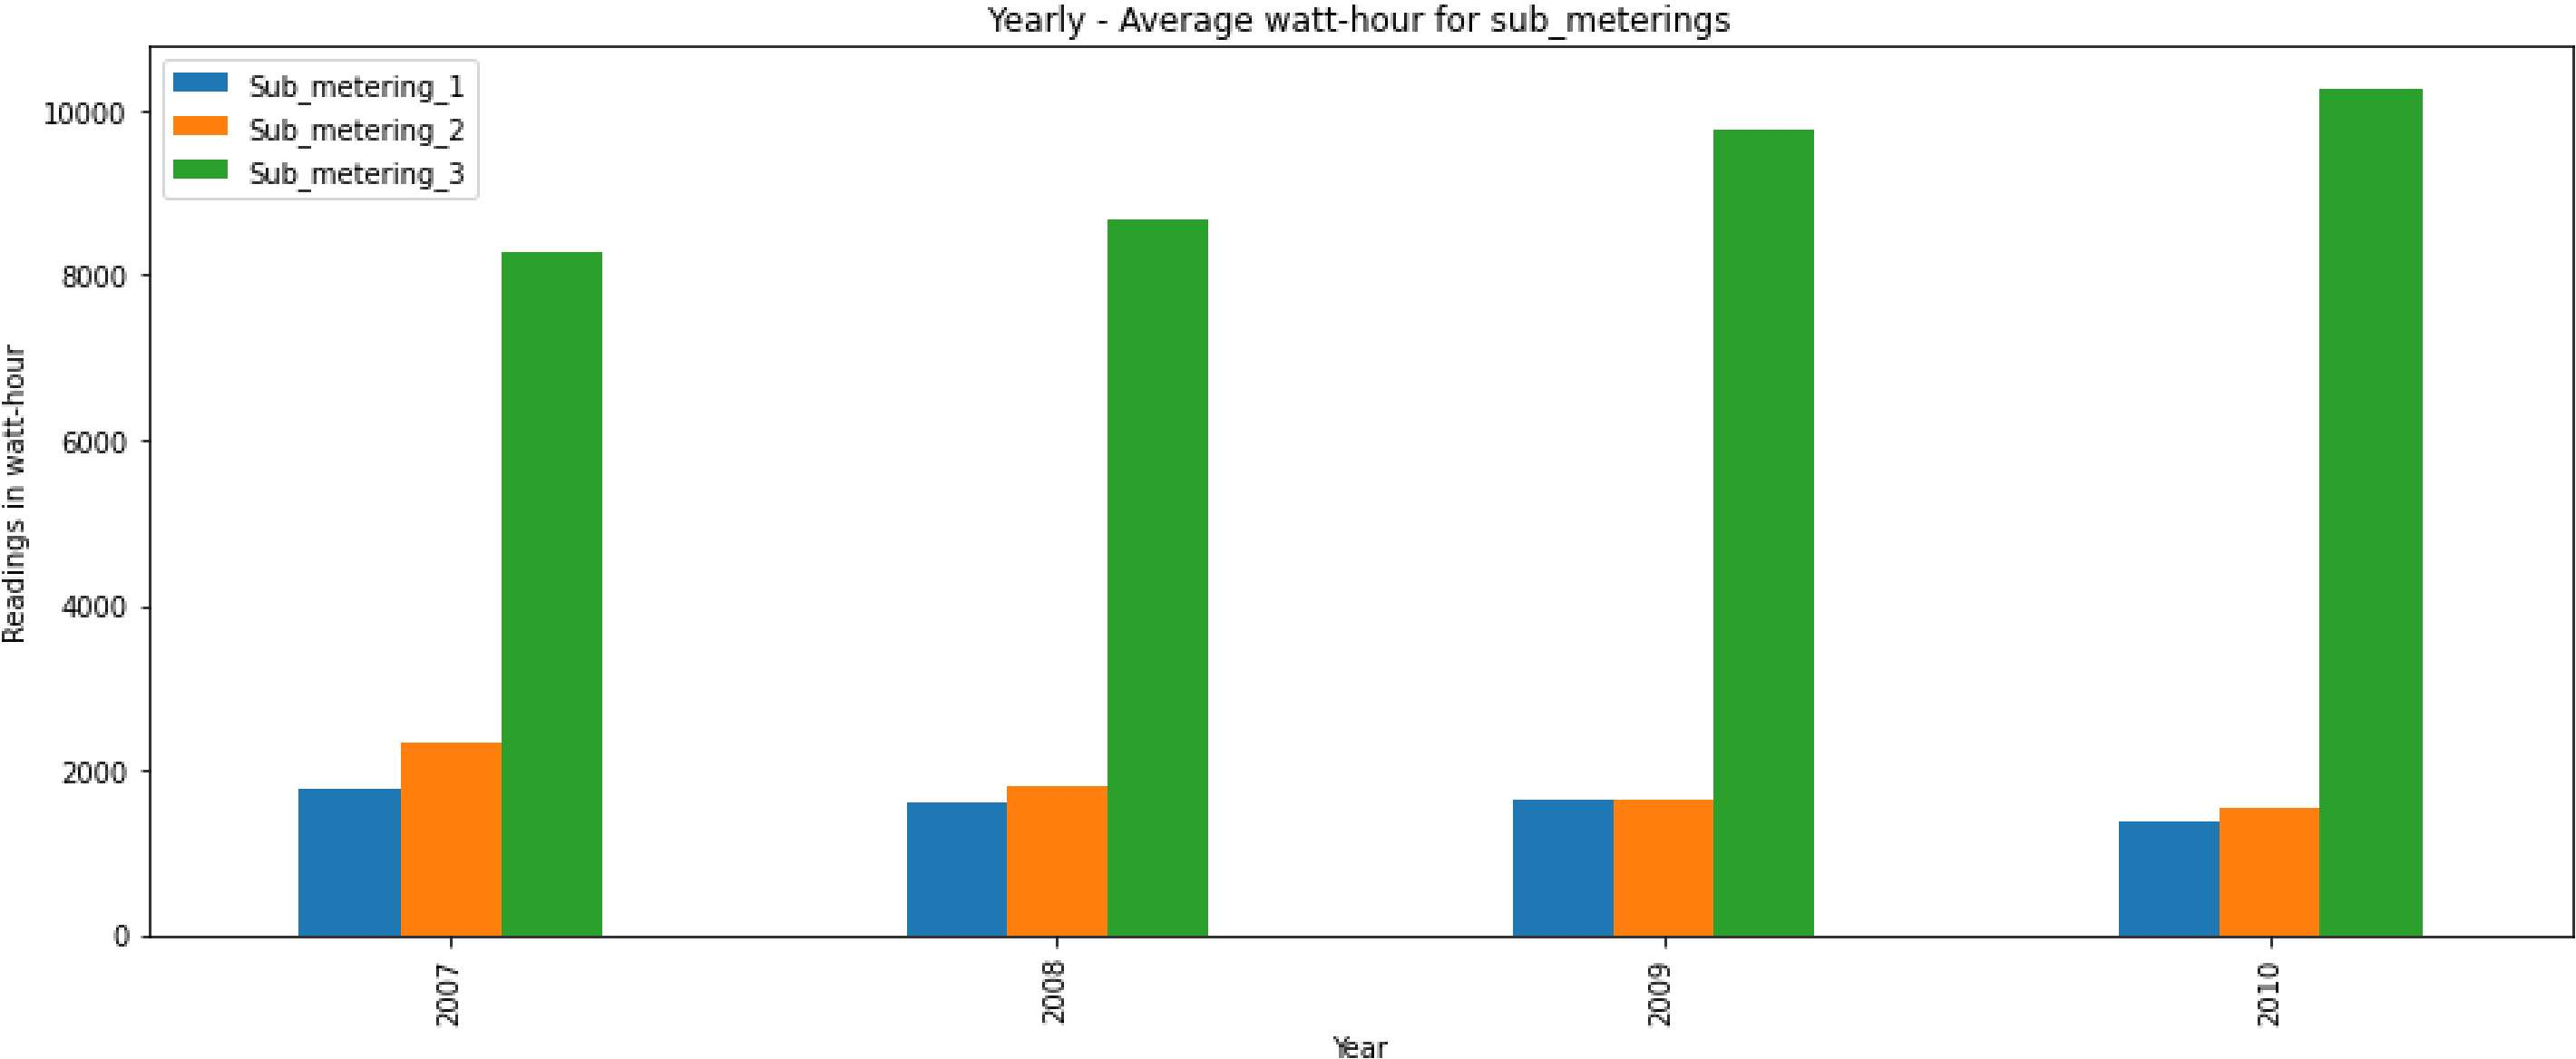 Yearly - Average watt-hour for sub_meterings
Sub_metering_1
Sub_metering_2
Sub_metering_3
10000
8000
6000
4000
2000
0
Readings in watt-hour
2007
2008
2009
2010
Year